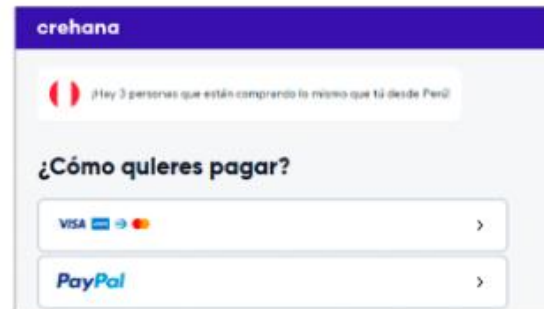 crehana
¡Hay 3 personas que están comprando lo mismo que tú desde Perú!
¿Cómo quieres pagar?
VISA
PayPal